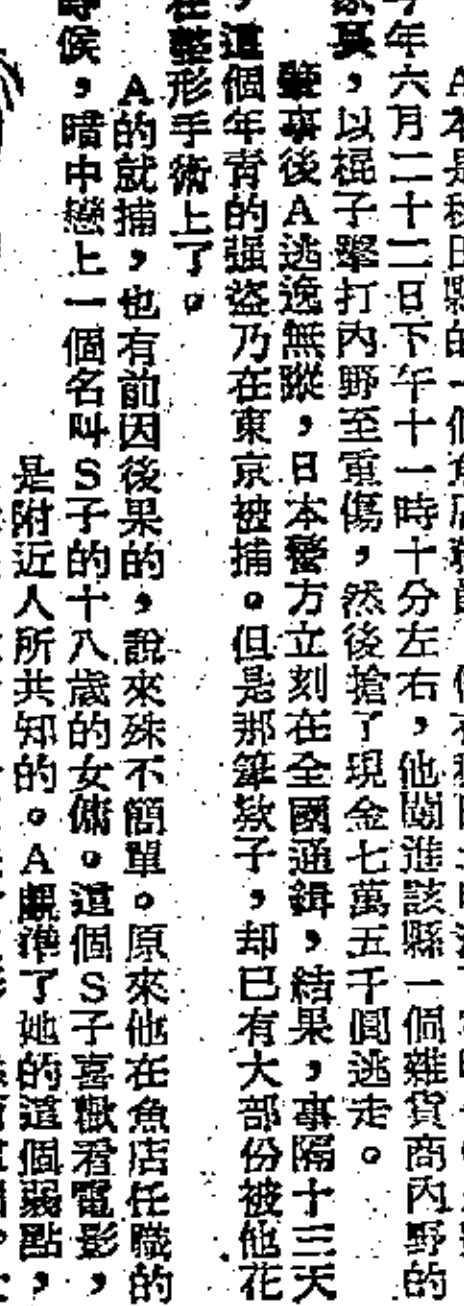 A本是秋田縣的一個魚店職員
今年六月二十二日下午十一時十分左右，他闖進該縣一個雜貨商內野的
家裏，以棍子擊打內野至重傷，然後搶了現金七萬五千圓逃走。
肇事後A逃逸無蹤，日本警方立刻在全國通緝，結果，事隔十三天
，這個年青的强盜乃在東京被捕。但是那筆欵子，却已有大部份被他花
在整形手術上了。
A的就捕，也有前因後果的，說來殊不簡單。原來他在魚店任職的
時候，暗中戀上一個名叫S子的十八歲的女傭。這個S子喜歡看電影，
是附近人所共知的。A覷準了她的這個弱點，